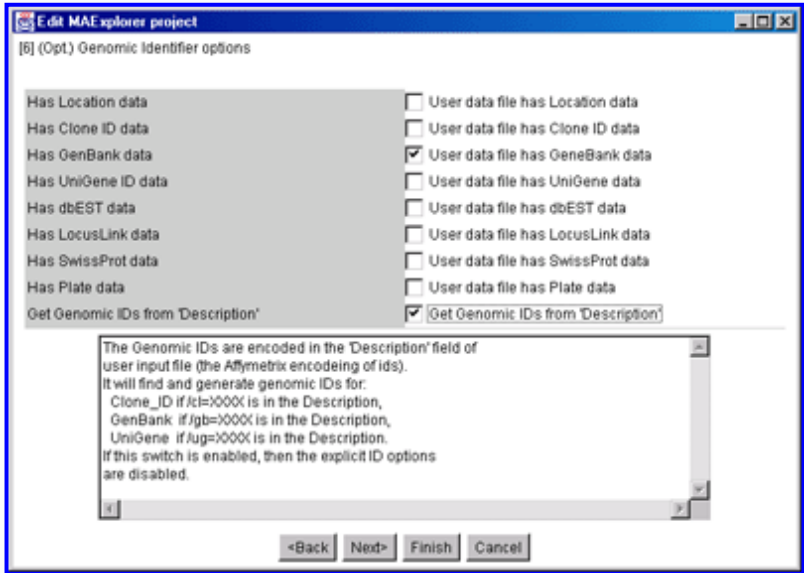 Edit MAExplorer project
[6] (Opt.) Genomic Identifier options
Has Location data User data file has Location data
Has Clone ID data User data file has Clone ID data
Has GenBank data User data file has GeneBank data
Has UniGene ID data User data file has UniGene data
Has dbEST data User data file has dbEST data
Has LocusLink data User data file has LocusLink data
Has SwissProt data User data file has SwissProt data
Has Plate data User data file has Plate data
Get Genomic IDs from 'Description' Get Genomic IDs from 'Description'
The Genomic IDs are encoded in the 'Description' field of
user input file (the Affymetrix encodeing of ids).
It will find and generate genomic IDs for:
Clone_ID if /cl=XXXX is in the Description,
GenBank if /gb=XXXX is in the Description,
UniGene if /ug=XXXX is in the Description.
If this switch is enabled, then the explicit ID options
are disabled.
<Back Next> Finish Cancel